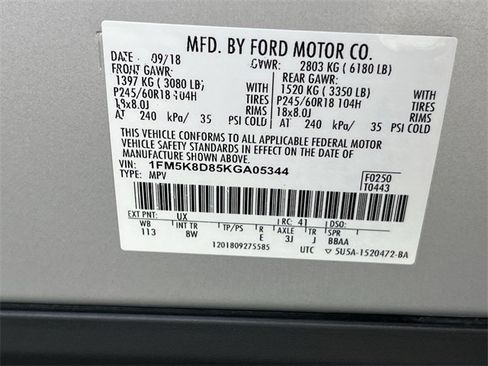 MFD. BY FORD MOTOR CO.
DATE: 09/18 GVWR: 2803 KG ( 6180 LB)
FRONT GAWR: REAR GAWR:
1397 KG ( 3080 LB) 1520 KG ( 3350 LB)
P245/60R18 104H WITH P245/60R18 104H WITH
18x8.0J TIRES 18x8.0J TIRES
RIMS RIMS
AT 240 kPa/ 35 PSI COLD AT 240 kPa/ 35 PSI COLD
THIS VEHICLE CONFORMS TO ALL APPLICABLE FEDERAL MOTOR
VEHICLE SAFETY STANDARDS IN EFFECT ON THE DATE OF
MANUFACTURE SHOWN ABOVE.
VIN: 1FM5K8D85KGA05344 F0250
TYPE: MPV T0443
EXT PNT: UX RC: 41
WB INT TR TP/PS R AXLE TR SPR
113 8W E 3J J BBAA
1201809275585 UTC 5U5A-1520472-BA